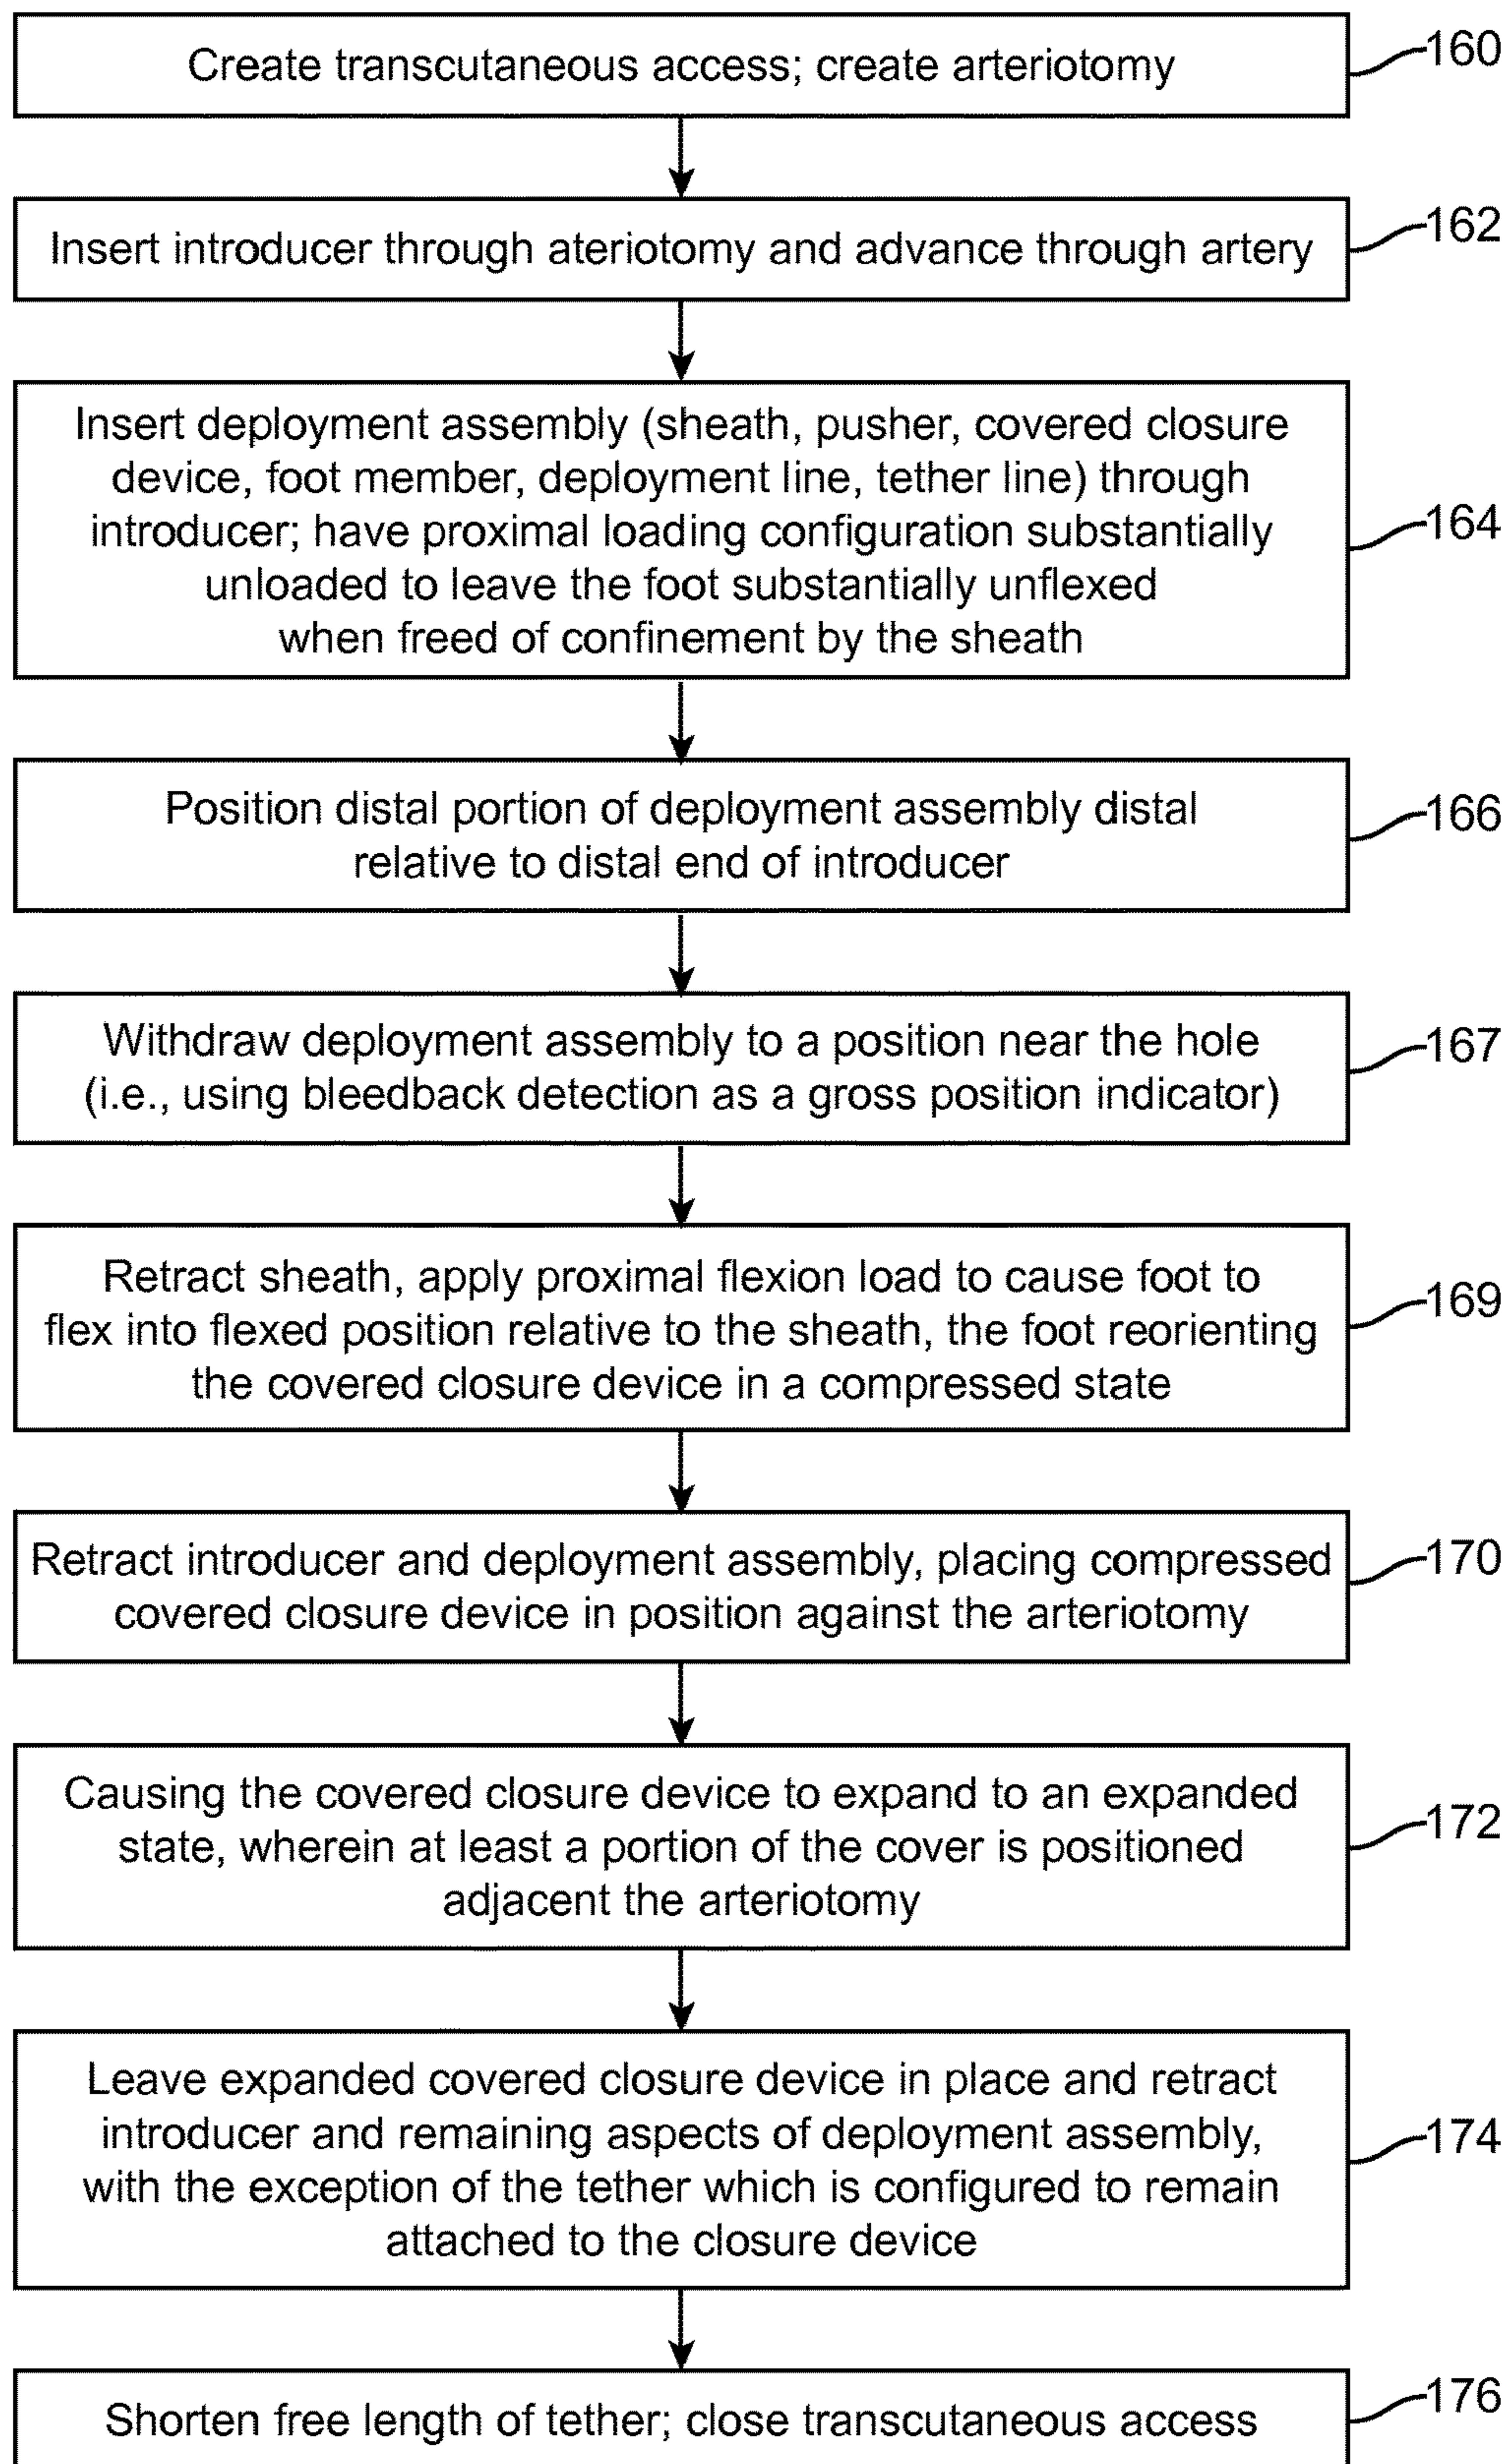 Create transcutaneous access; create arteriotomy
160
Insert introducer through ateriotomy and advance through artery
162
Insert deployment assembly (sheath, pusher, covered closure
device, foot member, deployment line, tether line) through
introducer; have proximal loading configuration substantially
unloaded to leave the foot substantially unflexed
when freed of confinement by the sheath
164
Position distal portion of deployment assembly distal
relative to distal end of introducer
166
Withdraw deployment assembly to a position near the hole
(i.e., using bleedback detection as a gross position indicator)
167
Retract sheath, apply proximal flexion load to cause foot to
flex into flexed position relative to the sheath, the foot reorienting
the covered closure device in a compressed state
169
Retract introducer and deployment assembly, placing compressed
covered closure device in position against the arteriotomy
170
Causing the covered closure device to expand to an expanded
state, wherein at least a portion of the cover is positioned
adjacent the arteriotomy
172
Leave expanded covered closure device in place and retract
introducer and remaining aspects of deployment assembly,
with the exception of the tether which is configured to remain
attached to the closure device
174
Shorten free length of tether; close transcutaneous access
176